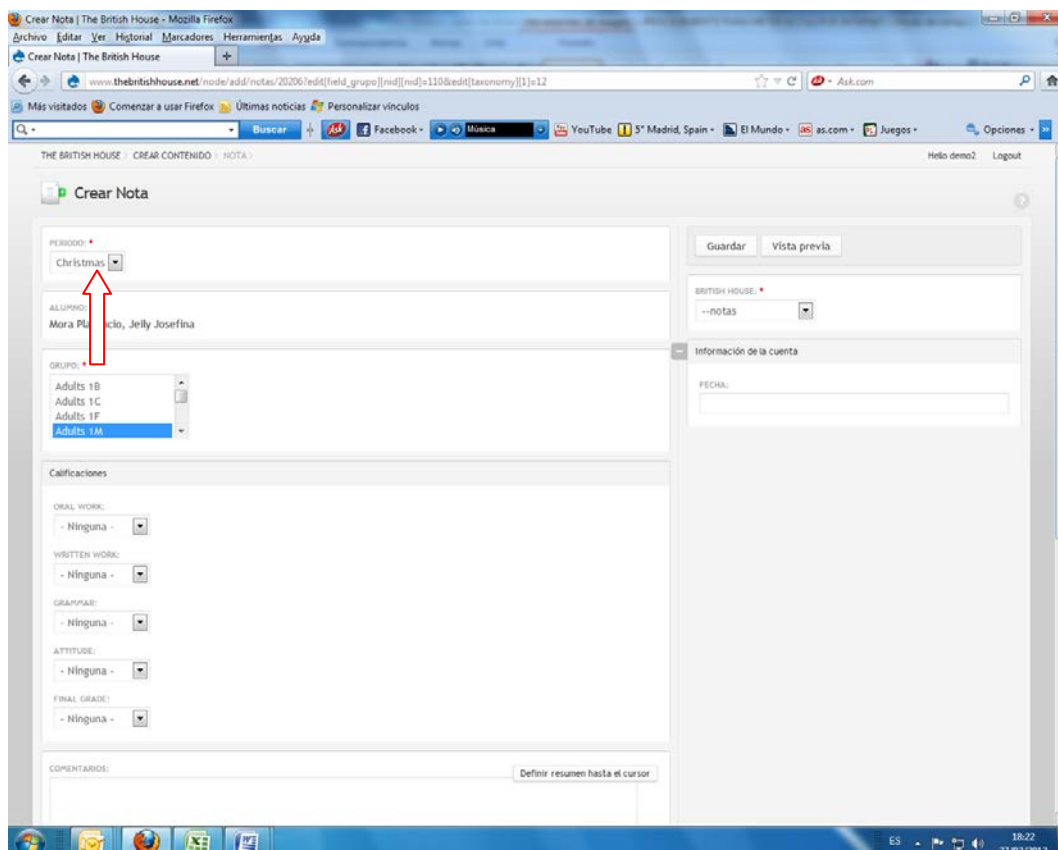 Crear Nota | The British House - Mozilla Firefox
Archivo Editar Ver Historial Marcadores Herramientas Ayuda
Crear Nota | The British House
www.thebritishhouse.net/node/add/notas/20206?edit[field_grupo][nid][nid]=110&edit[taxonomy][1]=12
Ask.com
Más visitados Comenzar a usar Firefox Últimas noticias Personalizar vínculos
Buscar Facebook Música YouTube 5° Madrid, Spain El Mundo as.com Juegos Opciones
THE BRITISH HOUSE CREAR CONTENIDO NOTA
Hello demo2 Logout
Crear Nota
PERIODO: *
Christmas
Guardar Vista previa
BRITISH HOUSE: *
--notas
ALUMNO:
Mora Jeily Josefina
Información de la cuenta
GRUPO: *
Adults 1B
Adults 1C
Adults 1F
Adults 1M
FECHA:
Calificaciones
ORAL WORK:
- Ninguna -
WRITTEN WORK:
- Ninguna -
GRAMMAR:
- Ninguna -
ATTITUDE:
- Ninguna -
FINAL GRADE:
- Ninguna -
COMENTARIOS:
Definir resumen hasta el cursor
ES
18:22